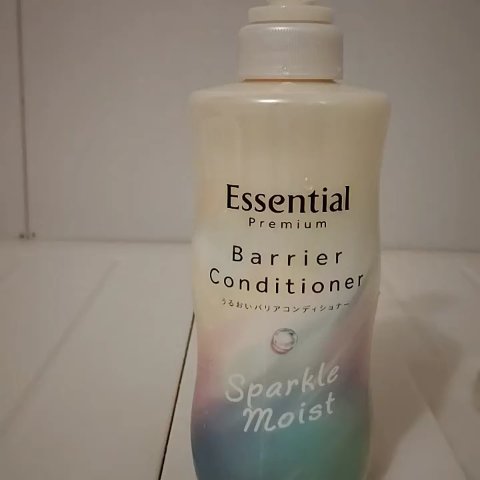 Essential
Premium
Barrier
Conditioner
うるおいバリアコンディショナー
Sparkle
Moist